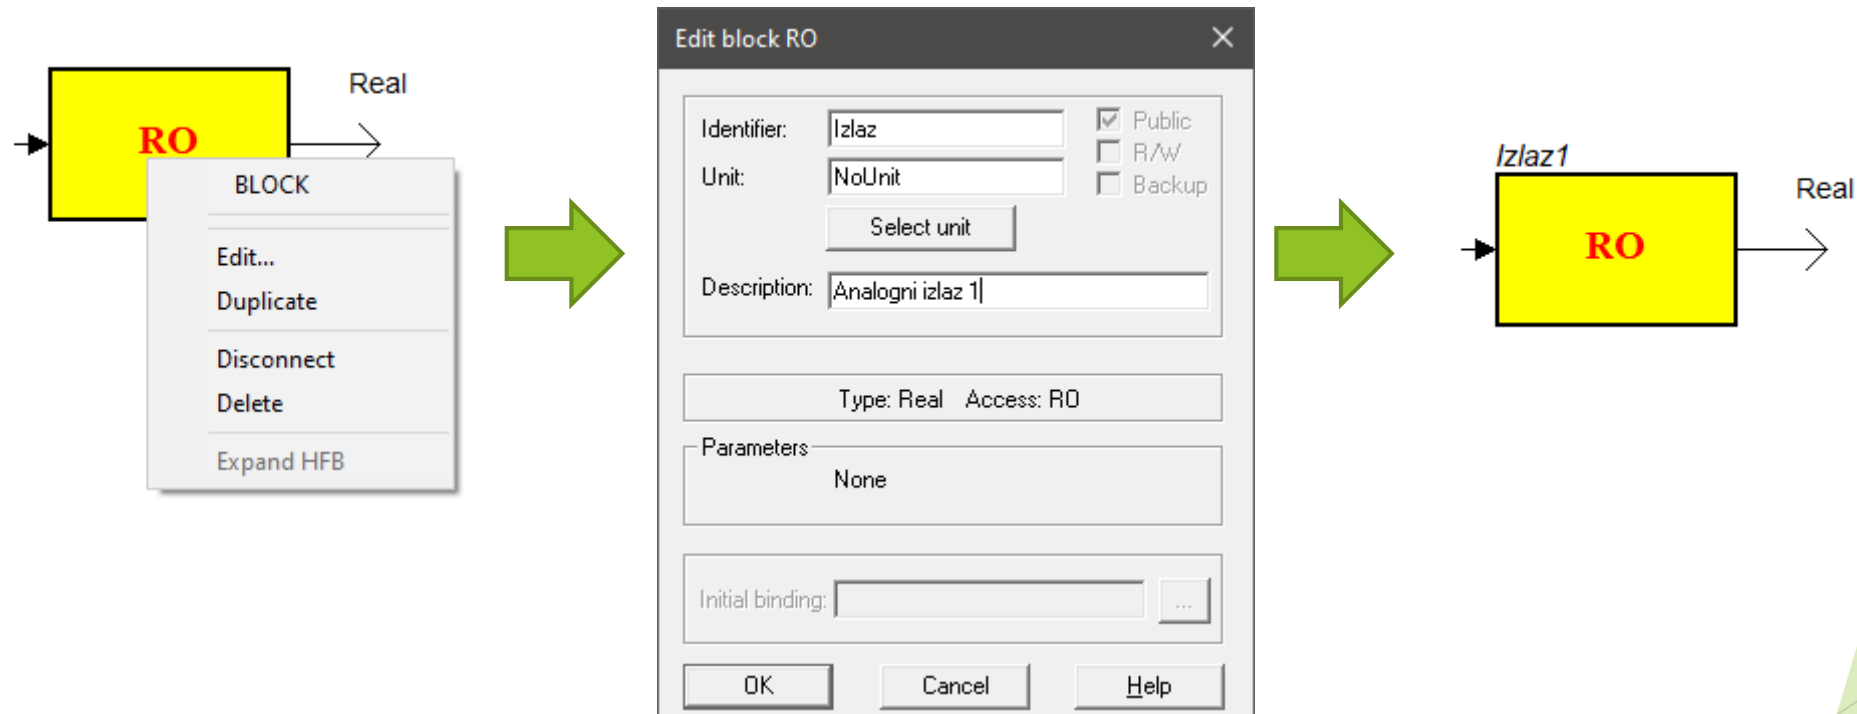 Real
RO
BLOCK
Edit...
Duplicate
Disconnect
Delete
Expand HFB
Edit block RO
Identifier: Izlaz
Public
R/W
Unit: NoUnit
Backup
Select unit
Description: Analogni izlaz 1
Type: Real Access: RO
Parameters
None
Initial binding:
...
OK Cancel Help
Izlaz1
Real
RO